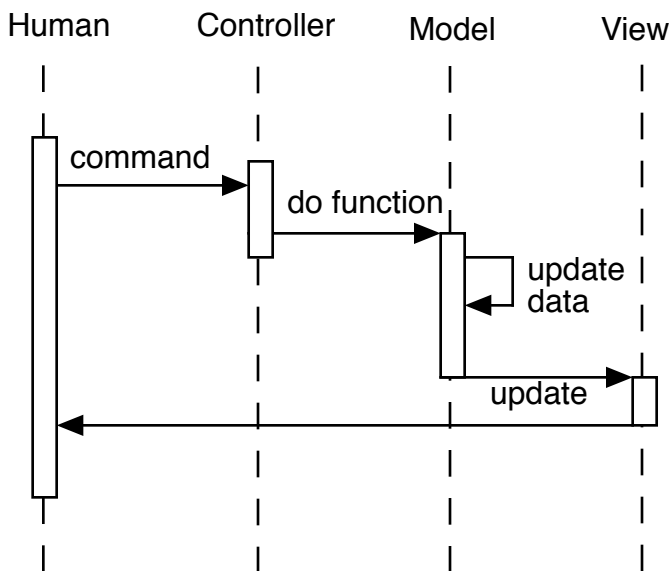 Human Controller Model View
command
do function
update
data
update